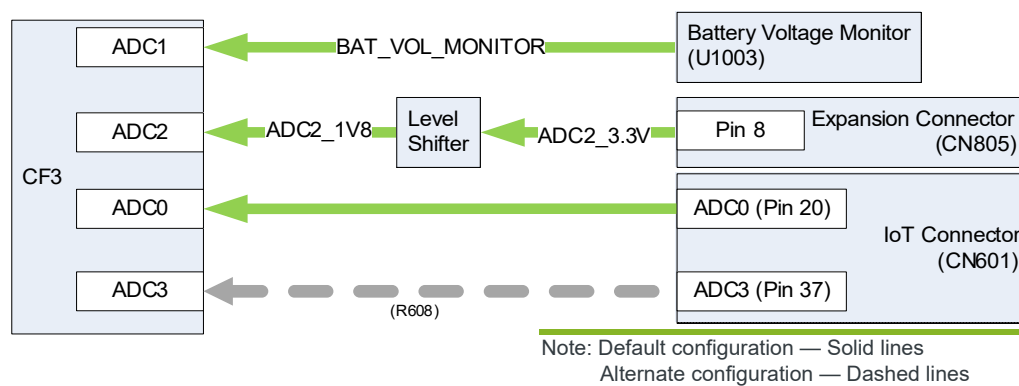 ADC1
BAT_VOL_MONITOR
Battery Voltage Monitor
(U1003)
ADC2
ADC2_1V8
Level
Shifter
ADC2_3.3V
Pin 8
Expansion Connector
(CN805)
CF3
ADC0
ADC0 (Pin 20)
IoT Connector
(CN601)
ADC3
(R608)
ADC3 (Pin 37)
Note: Default configuration — Solid lines
Alternate configuration — Dashed lines